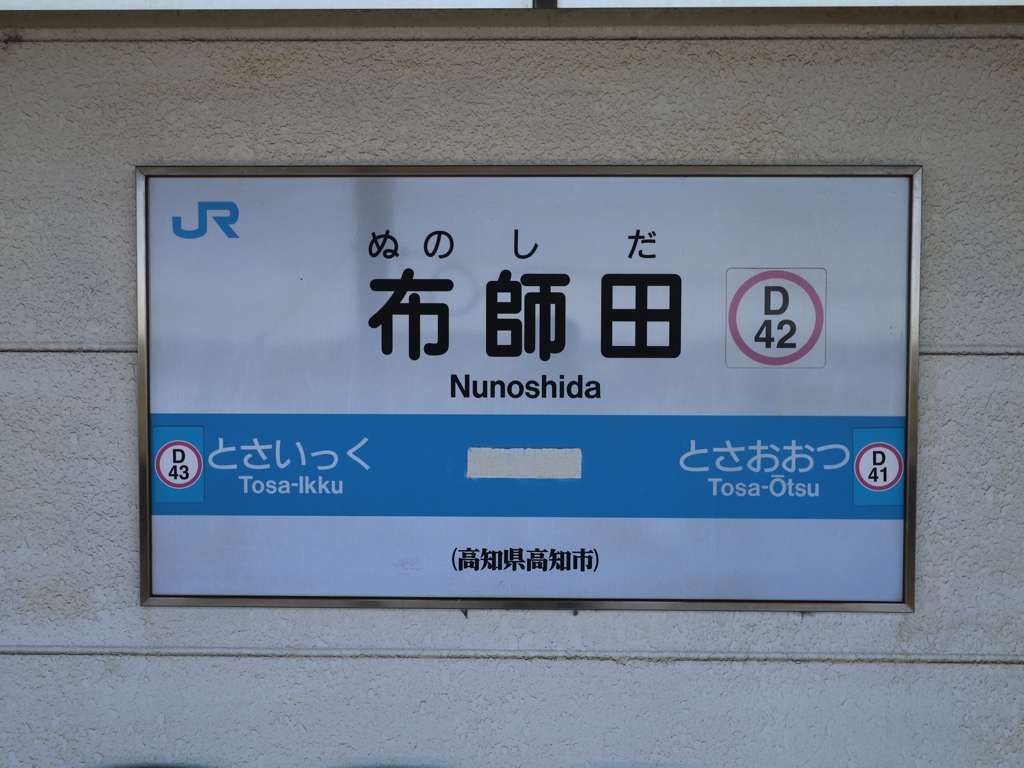 JR
ぬのしだ
布師田
D
42
Nunoshida
D
43
とさいっく
Tosa-Ikku
とさおおつ
Tosa-Ōtsu
D
41
(高知県高知市)